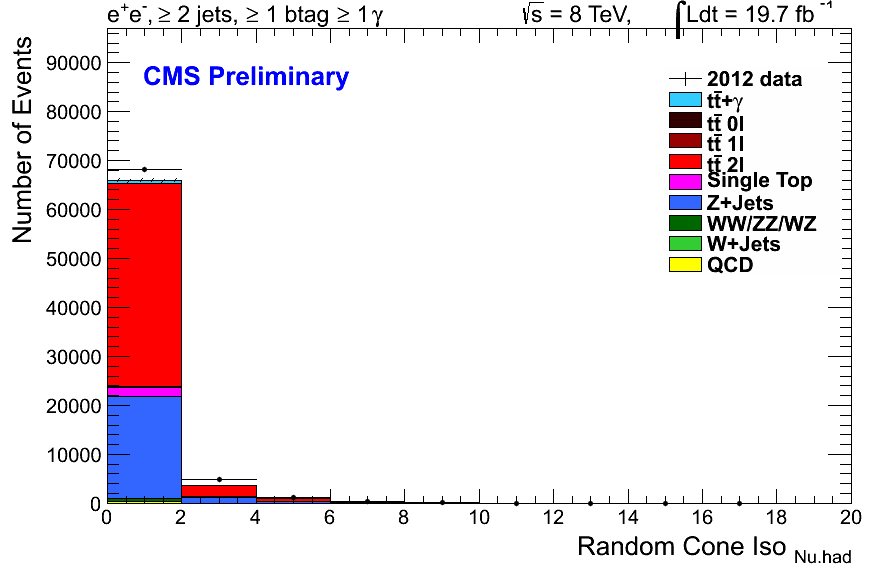 e⁺e⁻, ≥ 2 jets, ≥ 1 btag ≥ 1 γ √s = 8 TeV, ∫Ldt = 19.7 fb⁻¹
CMS Preliminary
2012 data
tt̄+γ
tt̄ 0l
tt̄ 1l
tt̄ 2l
Single Top
Z+Jets
WW/ZZ/WZ
W+Jets
QCD
Number of Events
90000
80000
70000
60000
50000
40000
30000
20000
10000
0
0 2 4 6 8 10 12 14 16 18 20
Random Cone Iso Nu.had